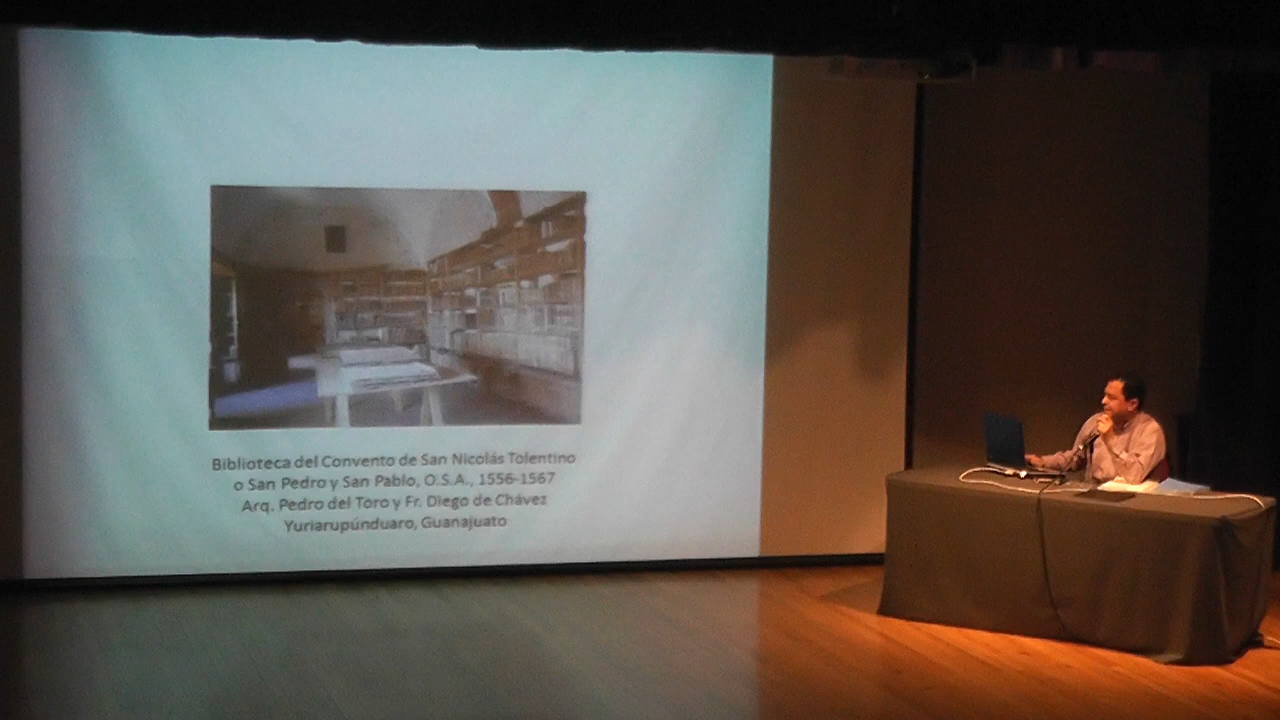 Biblioteca del Convento de San Nicolás Tolentino
o San Pedro y San Pablo, O.S.A., 1556-1567
Arq. Pedro del Toro y Fr. Diego de Chávez
Yuriarupúnduaro, Guanajuato